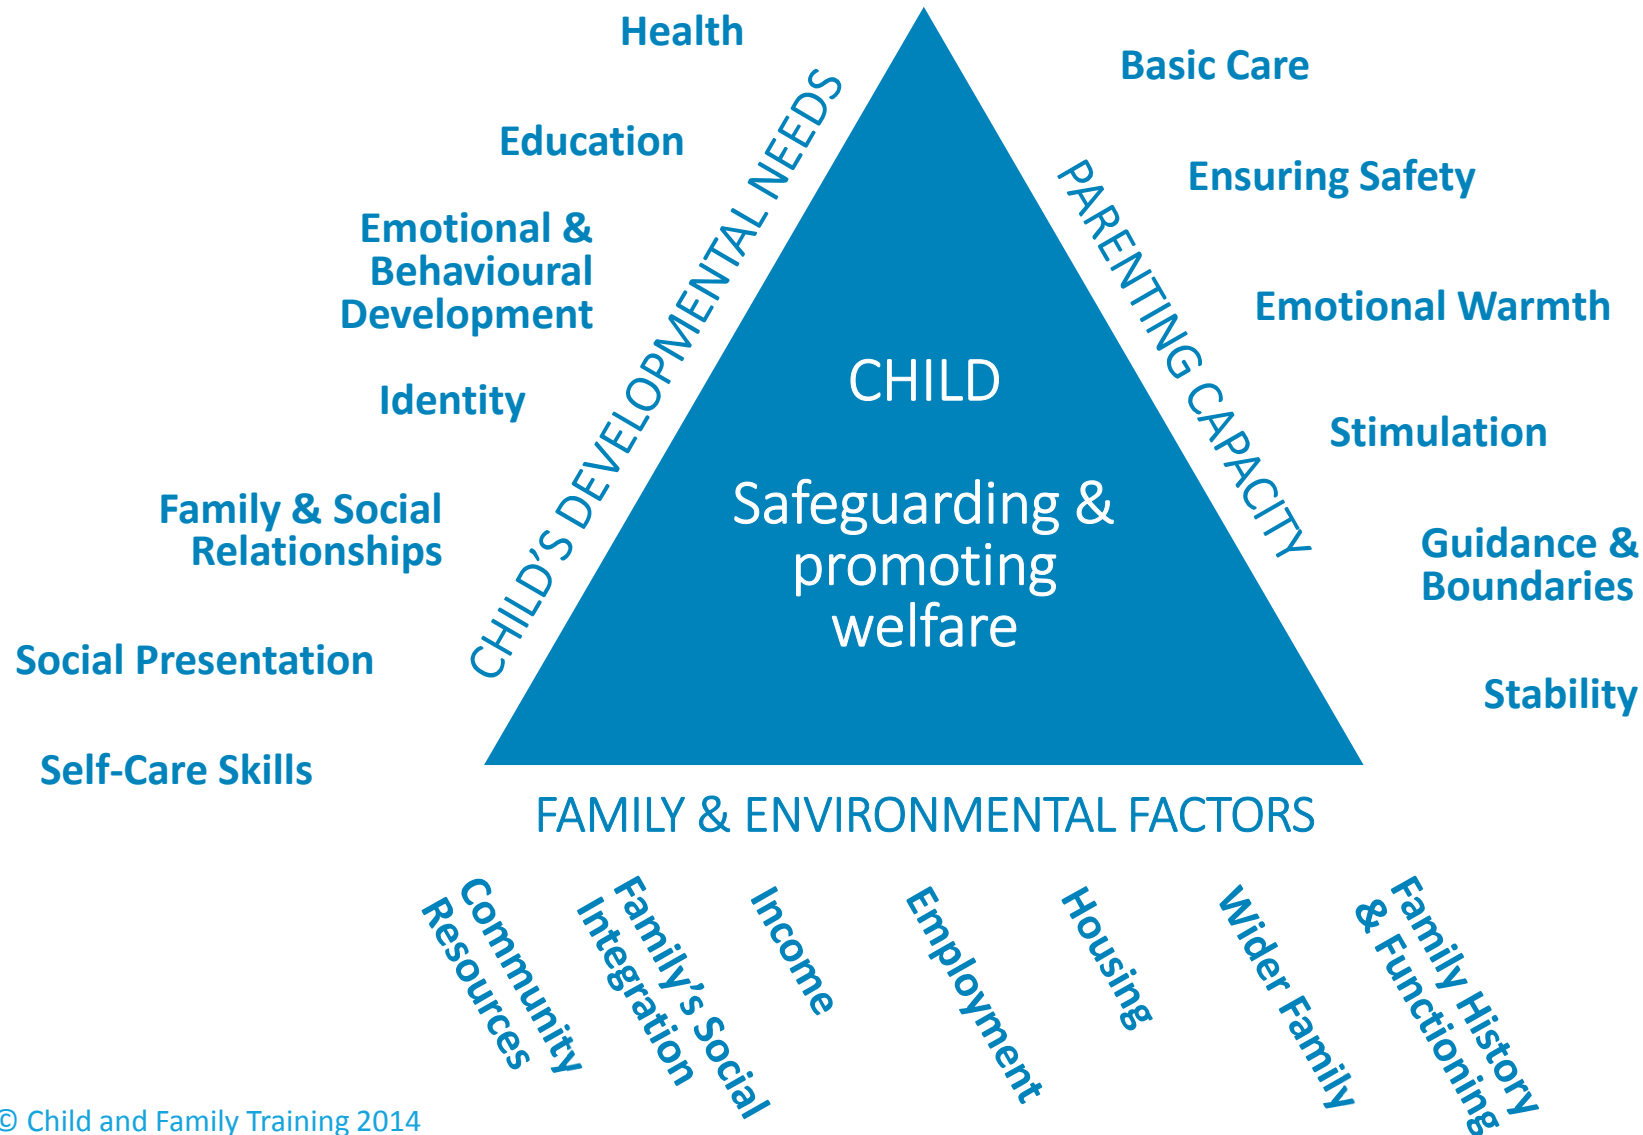 Health
Education
Emotional &
Behavioural
Development
Identity
Family & Social
Relationships
Social Presentation
Self-Care Skills
CHILD'S DEVELOPMENTAL NEEDS
CHILD
Safeguarding &
promoting
welfare
PARENTING CAPACITY
Basic Care
Ensuring Safety
Emotional Warmth
Stimulation
Guidance &
Boundaries
Stability
FAMILY & ENVIRONMENTAL FACTORS
Community
Resources
Family’s Social
Integration
Income
Employment
Housing
Wider Family
Family History
& Functioning
© Child and Family Training 2014